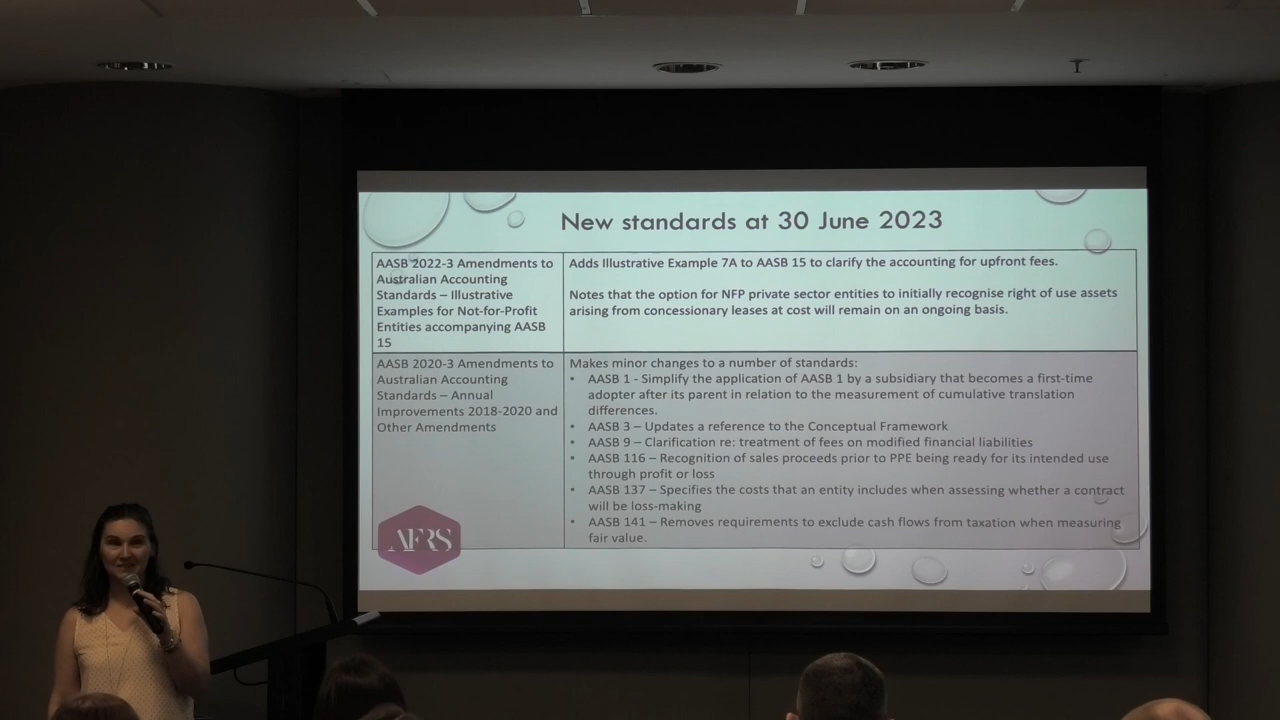 New standards at 30 June 2023
AASB 2022-3 Amendments to
Australian Accounting
Standards – Illustrative
Examples for Not-for-Profit
Entities accompanying AASB
15
Adds Illustrative Example 7A to AASB 15 to clarify the accounting for upfront fees.
Notes that the option for NFP private sector entities to initially recognise right of use assets
arising from concessionary leases at cost will remain on an ongoing basis.
AASB 2020-3 Amendments to
Australian Accounting
Standards – Annual
Improvements 2018-2020 and
Other Amendments
Makes minor changes to a number of standards:
• AASB 1 - Simplify the application of AASB 1 by a subsidiary that becomes a first-time
adopter after its parent in relation to the measurement of cumulative translation
differences.
• AASB 3 – Updates a reference to the Conceptual Framework
• AASB 9 – Clarification re: treatment of fees on modified financial liabilities
• AASB 116 – Recognition of sales proceeds prior to PPE being ready for its intended use
through profit or loss
• AASB 137 – Specifies the costs that an entity includes when assessing whether a contract
will be loss-making
• AASB 141 – Removes requirements to exclude cash flows from taxation when measuring
fair value.
AFRS